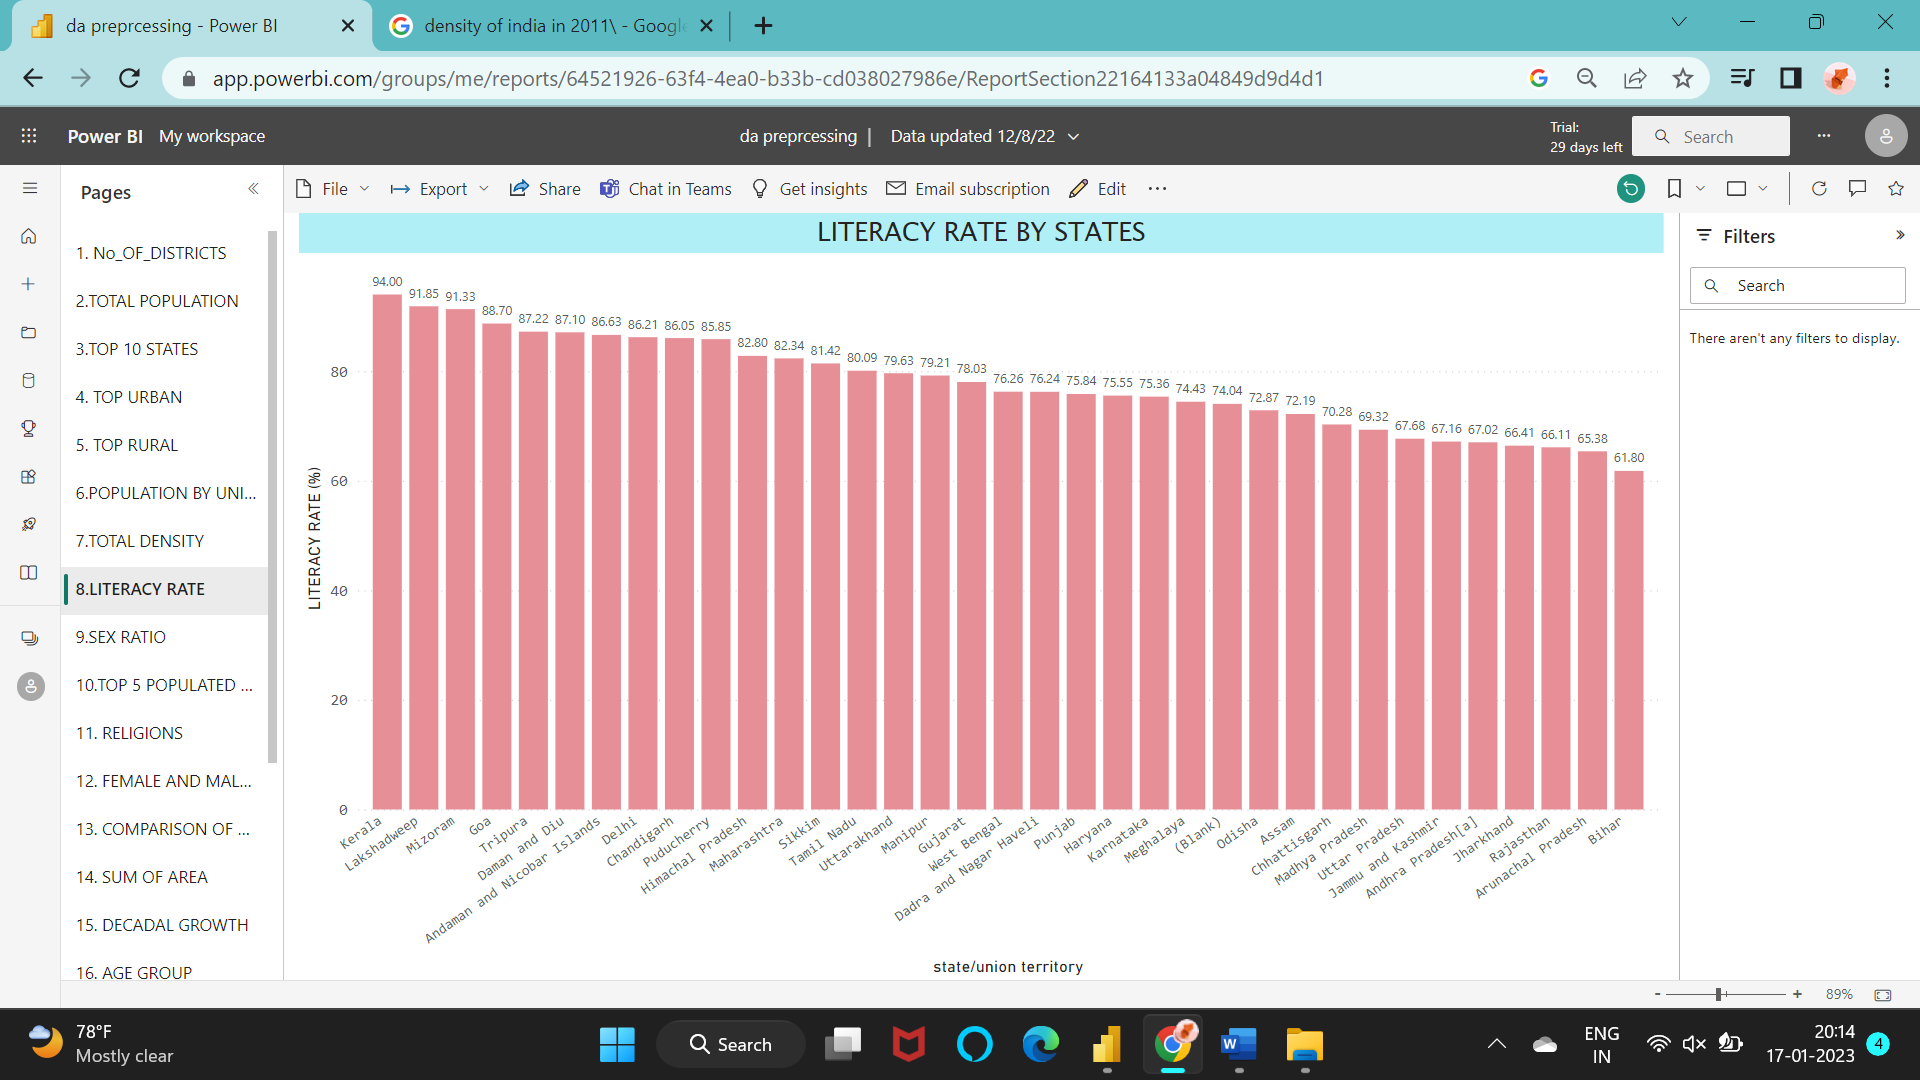 da preprcessing - Power BI
density of india in 2011\ - Google
app.powerbi.com/groups/me/reports/64521926-63f4-4ea0-b33b-cd038027986e/ReportSection22164133a04849d9d4d1
Power BI My workspace
da preprcessing | Data updated 12/8/22
Trial:
29 days left
Search
Pages
File Export Share Chat in Teams Get insights Email subscription Edit
1. No_OF_DISTRICTS
2.TOTAL POPULATION
3.TOP 10 STATES
4. TOP URBAN
5. TOP RURAL
6.POPULATION BY UNI...
7.TOTAL DENSITY
8.LITERACY RATE
9.SEX RATIO
10.TOP 5 POPULATED ...
11. RELIGIONS
12. FEMALE AND MAL...
13. COMPARISON OF ...
14. SUM OF AREA
15. DECADAL GROWTH
16. AGE GROUP
LITERACY RATE BY STATES
94.00 91.85 91.33 88.70 87.22 87.10 86.63 86.21 86.05 85.85 82.80 82.34 81.42 80.09 79.63 79.21 78.03 76.26 76.24 75.84 75.55 75.36 74.43 74.04 72.87 72.19 70.28 69.32 67.68 67.16 67.02 66.41 66.11 65.38 61.80
80
60
40
20
0
LITERACY RATE (%)
Kerala
Lakshadweep
Mizoram
Goa
Tripura
Daman and Diu
Andaman and Nicobar Islands
Delhi
Chandigarh
Puducherry
Himachal Pradesh
Maharashtra
Sikkim
Tamil Nadu
Uttarakhand
Manipur
Gujarat
West Bengal
Dadra and Nagar Haveli
Punjab
Haryana
Karnataka
Meghalaya
(Blank)
Odisha
Assam
Chhattisgarh
Madhya Pradesh
Uttar Pradesh
Jammu and Kashmir
Andhra Pradesh[a]
Jharkhand
Rajasthan
Arunachal Pradesh
Bihar
state/union territory
Filters
Search
There aren't any filters to display.
- + 89%
78°F
Mostly clear
Search
ENG
IN
20:14
17-01-2023
4